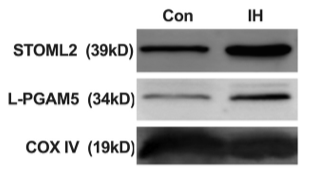 Con IH
STOML2 (39kD)
L-PGAM5 (34kD)
COX IV (19kD)